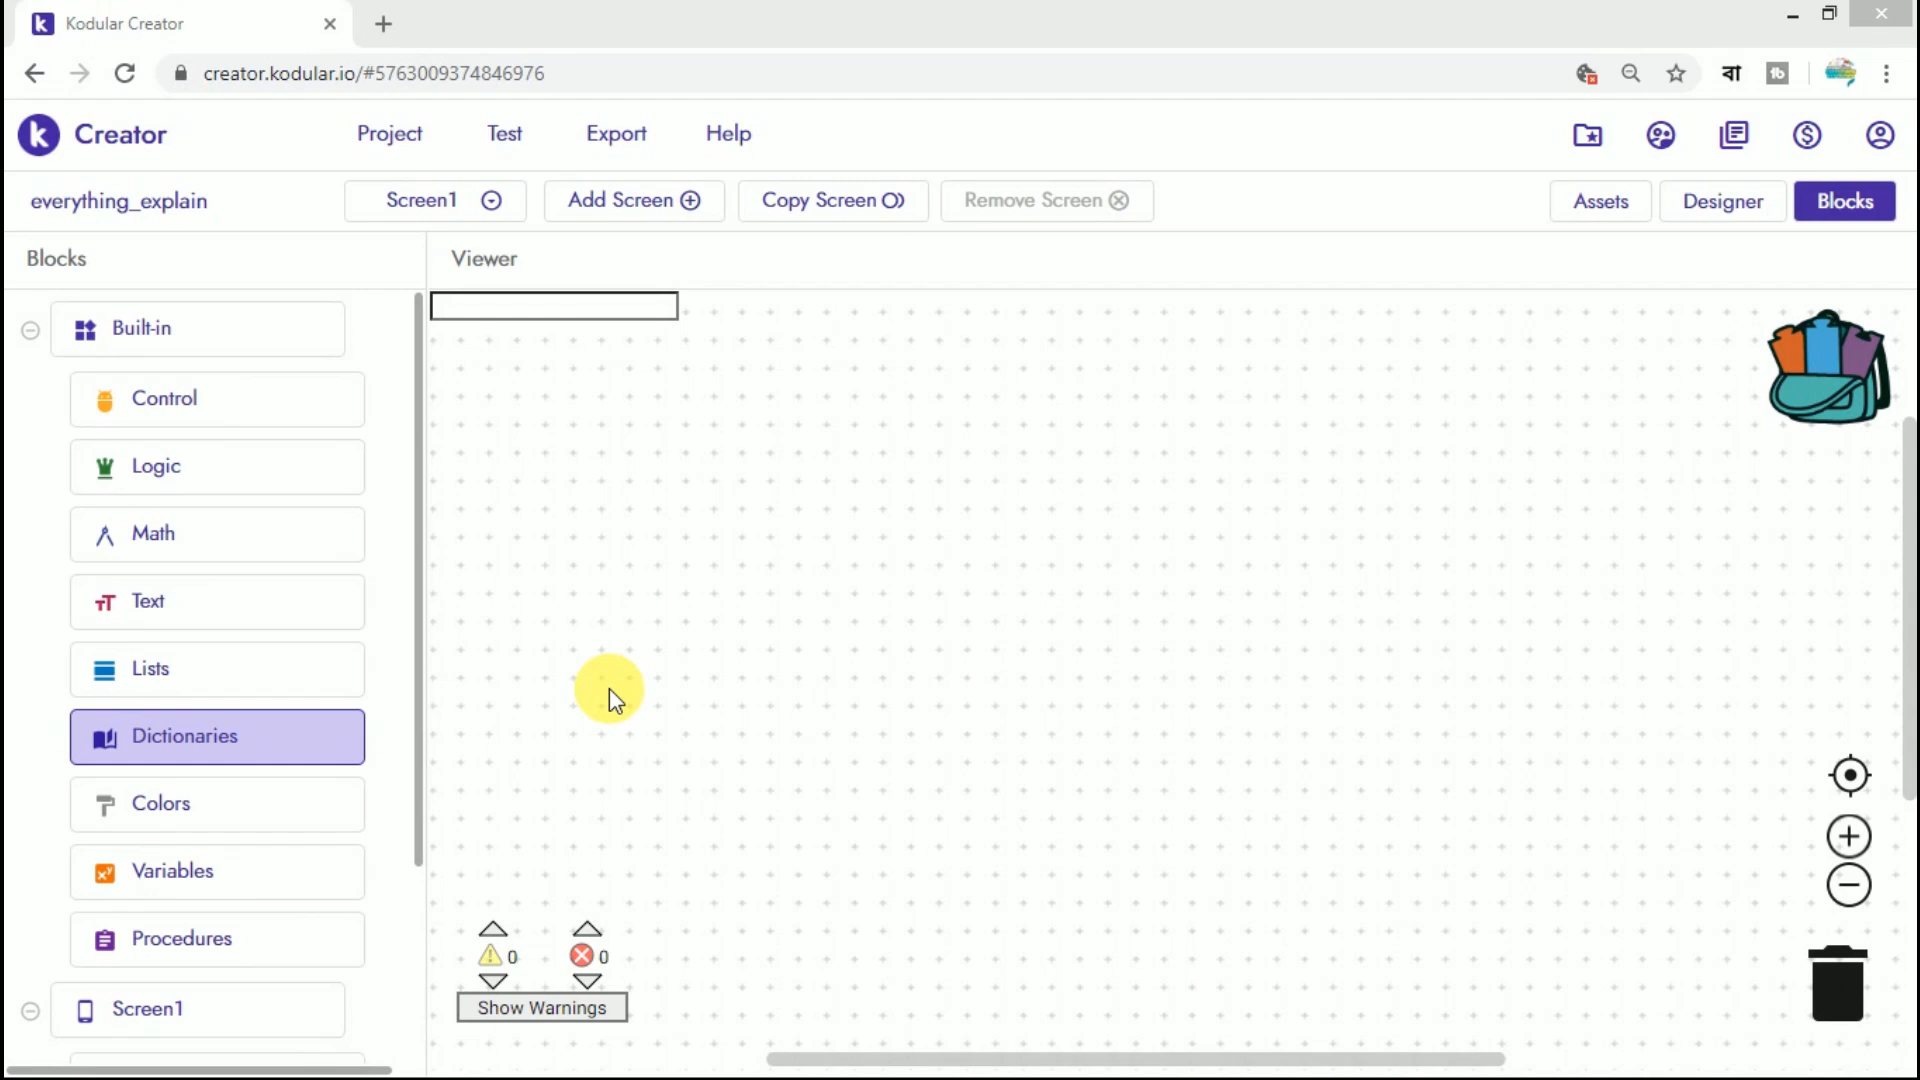 Kodular Creator
creator.kodular.io/#5763009374846976
বা
tb
k Creator
Project
Test
Export
Help
everything_explain
Screen1
Add Screen
Copy Screen
Remove Screen
Assets
Designer
Blocks
Blocks
Viewer
Built-in
Control
Logic
Math
Text
Lists
Dictionaries
Colors
Variables
Procedures
Screen1
0
0
Show Warnings